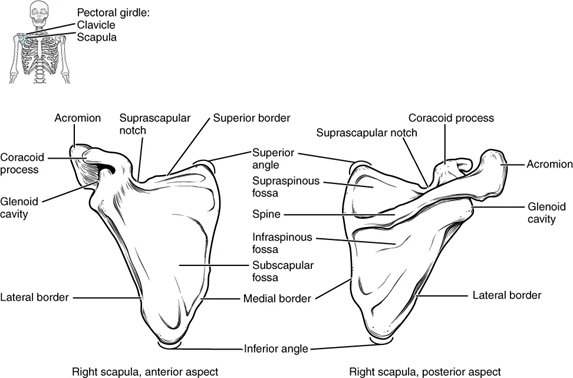 Pectoral girdle:
Clavicle
Scapula
Acromion
Suprascapular
notch
Superior border
Coracoid
process
Glenoid
cavity
Superior
angle
Supraspinous
fossa
Spine
Infraspinous
fossa
Subscapular
fossa
Lateral border
Medial border
Inferior angle
Suprascapular notch
Coracoid process
Acromion
Glenoid
cavity
Lateral border
Right scapula, anterior aspect
Right scapula, posterior aspect